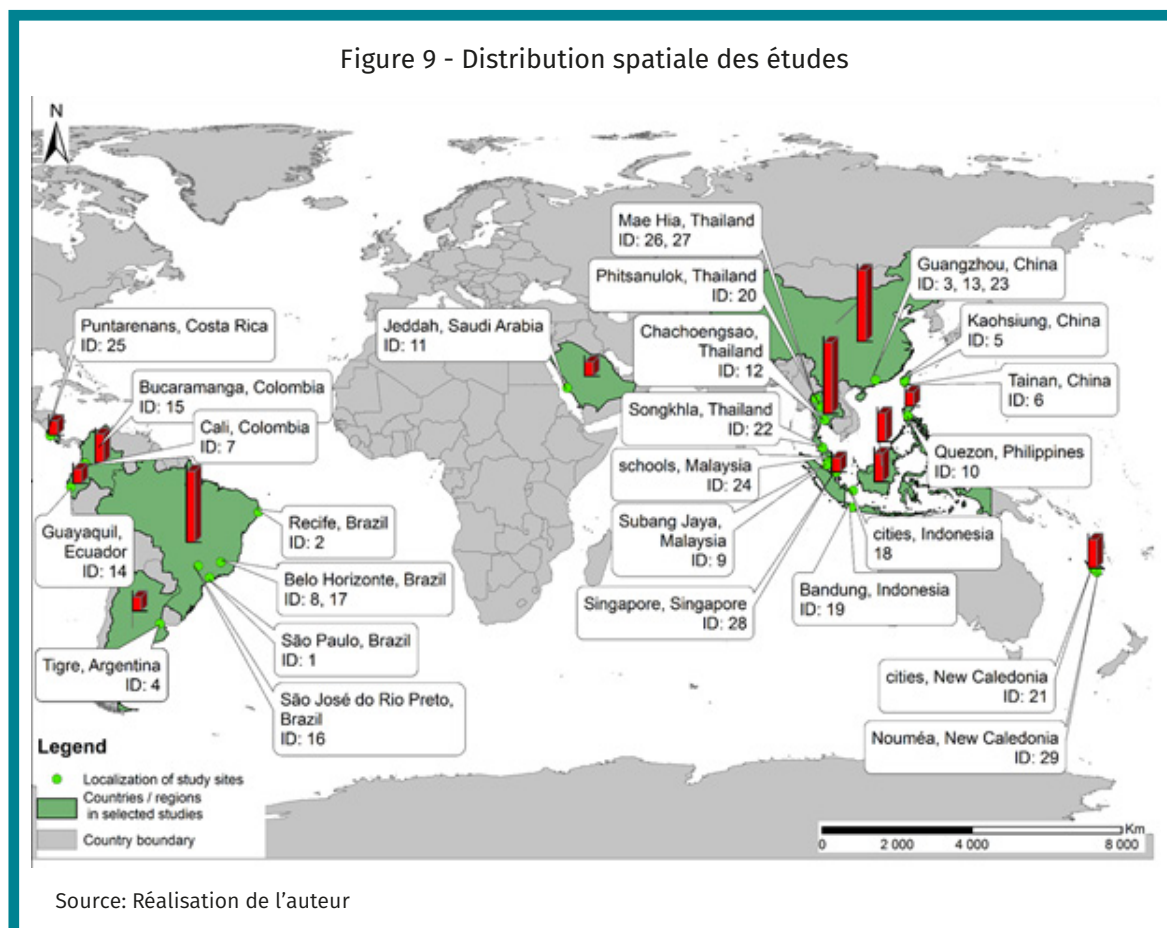 Figure 9 - Distribution spatiale des études
N
Mae Hia, Thailand
ID: 26, 27
Phitsanulok, Thailand
ID: 20
Guangzhou, China
ID: 3, 13, 23
Puntarenans, Costa Rica
ID: 25
Jeddah, Saudi Arabia
ID: 11
Chachoengsao,
Thailand
ID: 12
Kaohsiung, China
ID: 5
Bucaramanga, Colombia
ID: 15
Tainan, China
ID: 6
Cali, Colombia
ID: 7
Songkhla, Thailand
ID: 22
Quezon, Philippines
ID: 10
schools, Malaysia
ID: 24
Guayaquil,
Ecuador
ID: 14
Recife, Brazil
ID: 2
Subang Jaya,
Malaysia
ID: 9
cities, Indonesia
18
Belo Horizonte, Brazil
ID: 8, 17
Bandung, Indonesia
ID: 19
Singapore, Singapore
ID: 28
São Paulo, Brazil
ID: 1
Tigre, Argentina
ID: 4
cities, New Caledonia
ID: 21
São José do Rio Preto,
Brazil
ID: 16
Nouméa, New Caledonia
ID: 29
Legend
Localization of study sites
Countries / regions
in selected studies
Country boundary
Km
0 2 000 4 000 8 000
Source: Réalisation de l’auteur